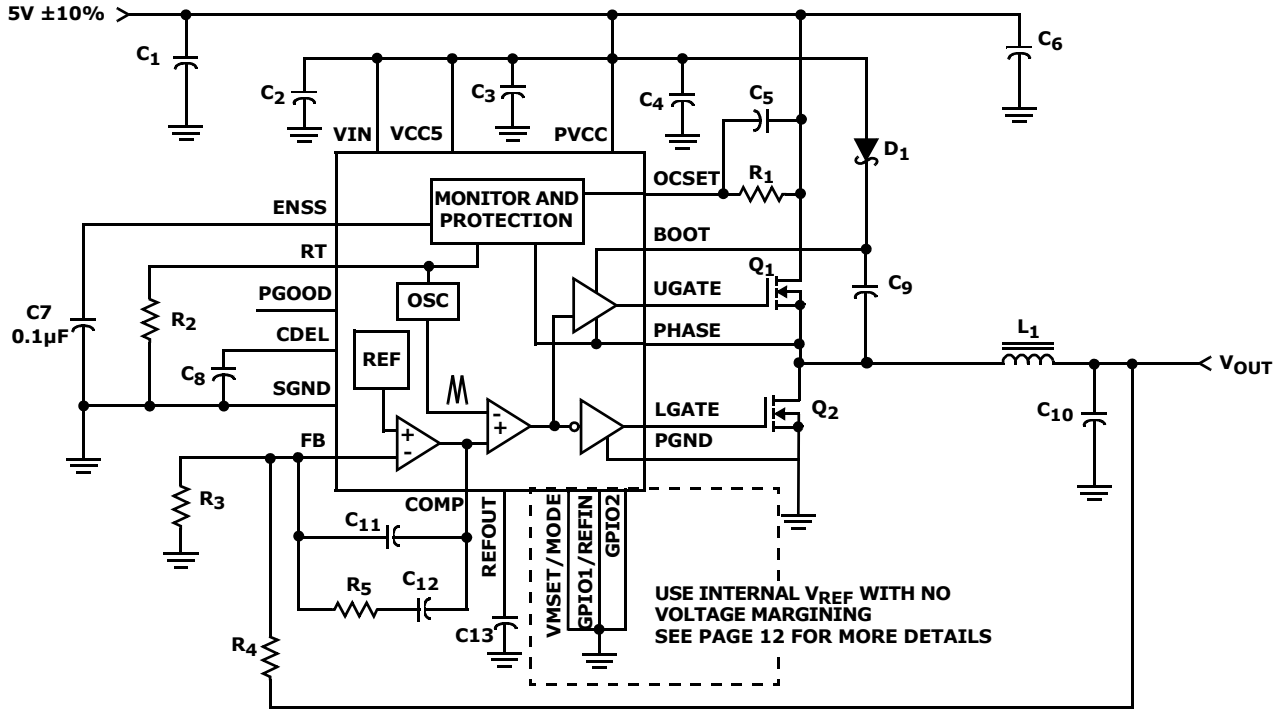 5V ±10%
C1
C2
C3
C4
C5
C6
VIN
VCC5
PVCC
D1
R1
OCSET
MONITOR AND
PROTECTION
ENSS
BOOT
RT
Q1
C9
UGATE
OSC
PGOOD
C7
0.1µF
R2
L1
PHASE
CDEL
REF
VOUT
C8
SGND
LGATE
Q2
C10
+
-
-
+
FB
PGND
R3
COMP
REFOUT
VMSET/MODE
GPIO1/REFIN
GPIO2
C11
R5
C12
C13
R4
USE INTERNAL VREF WITH NO
VOLTAGE MARGINING
SEE PAGE 12 FOR MORE DETAILS